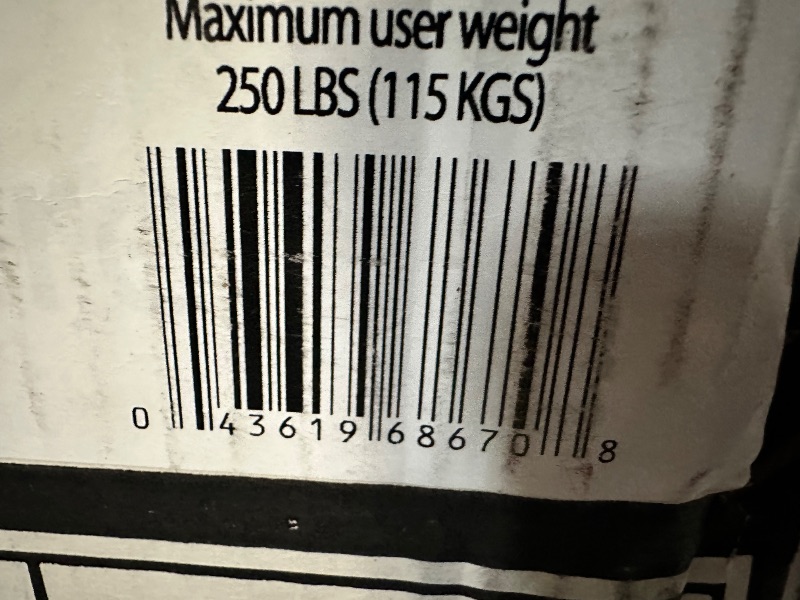 Maximum user weight
250 LBS (115 KGS)
0 43619 68670 8